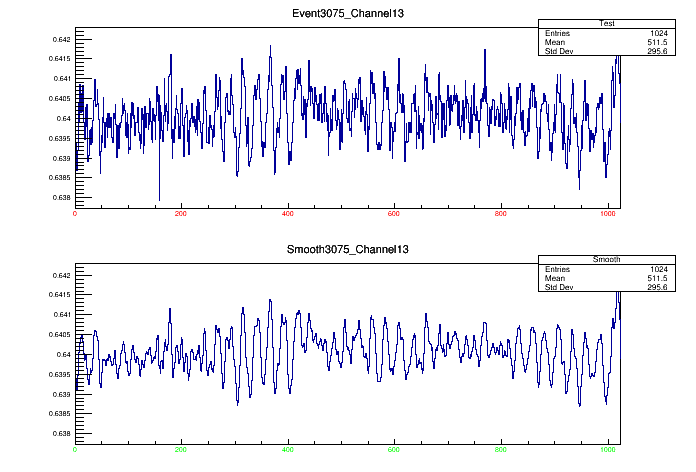 Event3075_Channel13
Test
Entries 1024
Mean 511.5
Std Dev 295.6
0.642
0.6415
0.641
0.6405
0.64
0.6395
0.639
0.6385
0.638
0 200 400 600 800 1000
Smooth3075_Channel13
Smooth
Entries 1024
Mean 511.5
Std Dev 295.6
0.642
0.6415
0.641
0.6405
0.64
0.6395
0.639
0.6385
0.638
0 200 400 600 800 1000